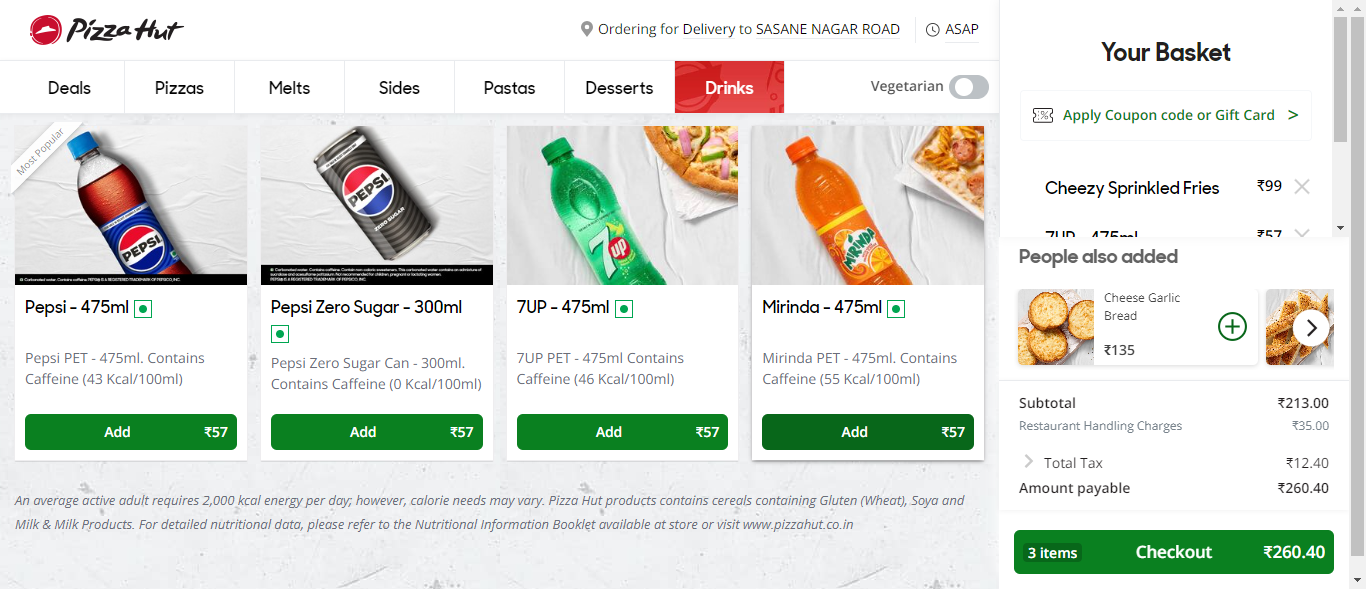 Pizza Hut
Ordering for Delivery to SASANE NAGAR ROAD
ASAP
Deals
Pizzas
Melts
Sides
Pastas
Desserts
Drinks
Vegetarian
Most Popular
PEPSI
PEPSI
ZERO SUGAR
7up
MIRINDA
Pepsi - 475ml
Pepsi PET - 475ml. Contains
Caffeine (43 Kcal/100ml)
Add ₹57
Pepsi Zero Sugar - 300ml
Pepsi Zero Sugar Can - 300ml.
Contains Caffeine (0 Kcal/100ml)
Add ₹57
7UP - 475ml
7UP PET - 475ml Contains
Caffeine (46 Kcal/100ml)
Add ₹57
Mirinda - 475ml
Mirinda PET - 475ml. Contains
Caffeine (55 Kcal/100ml)
Add ₹57
An average active adult requires 2,000 kcal energy per day; however, calorie needs may vary. Pizza Hut products contains cereals containing Gluten (Wheat), Soya and
Milk & Milk Products. For detailed nutritional data, please refer to the Nutritional Information Booklet available at store or visit www.pizzahut.co.in
Your Basket
Apply Coupon code or Gift Card >
Cheezy Sprinkled Fries ₹99
7UP - 475ml ₹57
People also added
Cheese Garlic
Bread
₹135
Subtotal ₹213.00
Restaurant Handling Charges ₹35.00
Total Tax ₹12.40
Amount payable ₹260.40
3 items Checkout ₹260.40